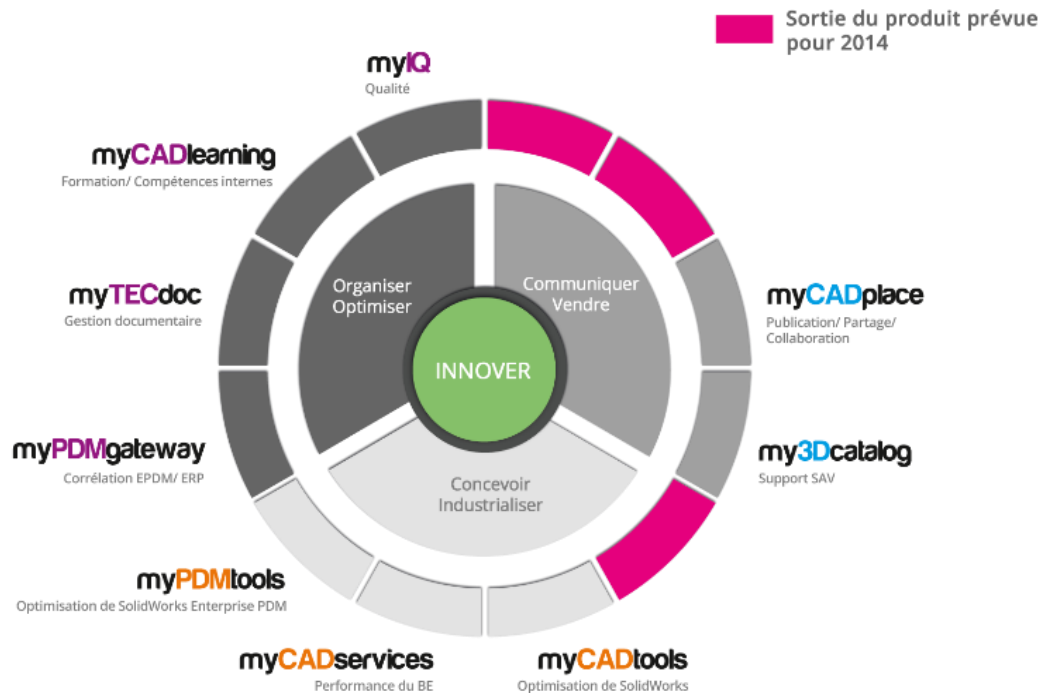 Sortie du produit prévue
pour 2014
myIQ
Qualité
myCADlearning
Formation/ Compétences internes
myTECdoc
Gestion documentaire
myPDMgateway
Corrélation EPDM/ ERP
myPDMtools
Optimisation de SolidWorks Enterprise PDM
myCADservices
Performance du BE
myCADtools
Optimisation de SolidWorks
my3Dcatalog
Support SAV
myCADplace
Publication/ Partage/
Collaboration
Organiser
Optimiser
Communiquer
Vendre
INNOVER
Concevoir
Industrialiser